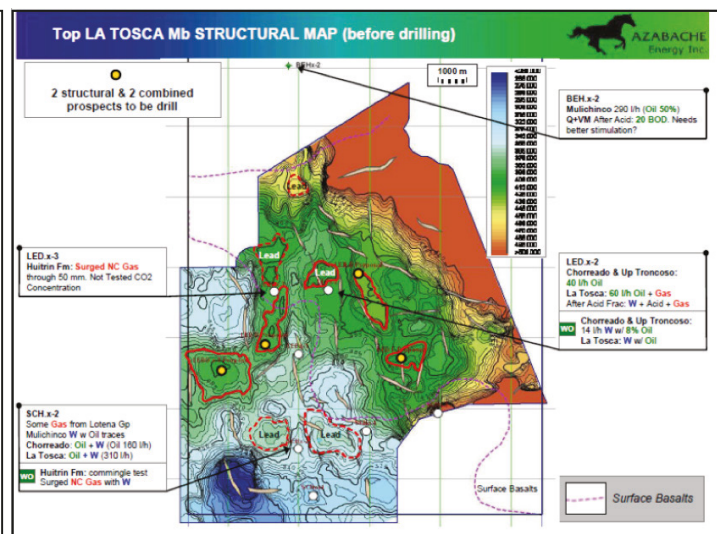 Top LA TOSCA Mb STRUCTURAL MAP (before drilling)
AZABACHE
Energy Inc
2 structural & 2 combined
prospects to be drill
BEHx-2
1000 m
BEH.x-2
Mulichinco 290 l/h (Oil 50%)
Q+VM After Acid: 20 BOD. Needs
better stimulation?
Lead
LED.x-3
Huitrin Fm: Surged NC Gas
through 50 mm. Not Tested CO2
Concentration
Lead
Lead
LED.x-2
Chorreado & Up Troncoso:
40 l/h Oil
La Tosca: 60 l/h Oil + Gas
After Acid Frac: W + Acid + Gas
WO
Chorreado & Up Troncoso:
14 l/h W w/ 8% Oil
La Tosca: W w/ Oil
SCH.x-2
Some Gas from Lotena Gp
Mulichinco W w Oil traces
Chorreado: Oil + W (Oil 160 l/h)
La Tosca: Oil + W (310 l/h)
WO
Huitrin Fm: commingle test
Surged NC Gas with W
Lead
Lead
Surface Basalts
Surface Basalts